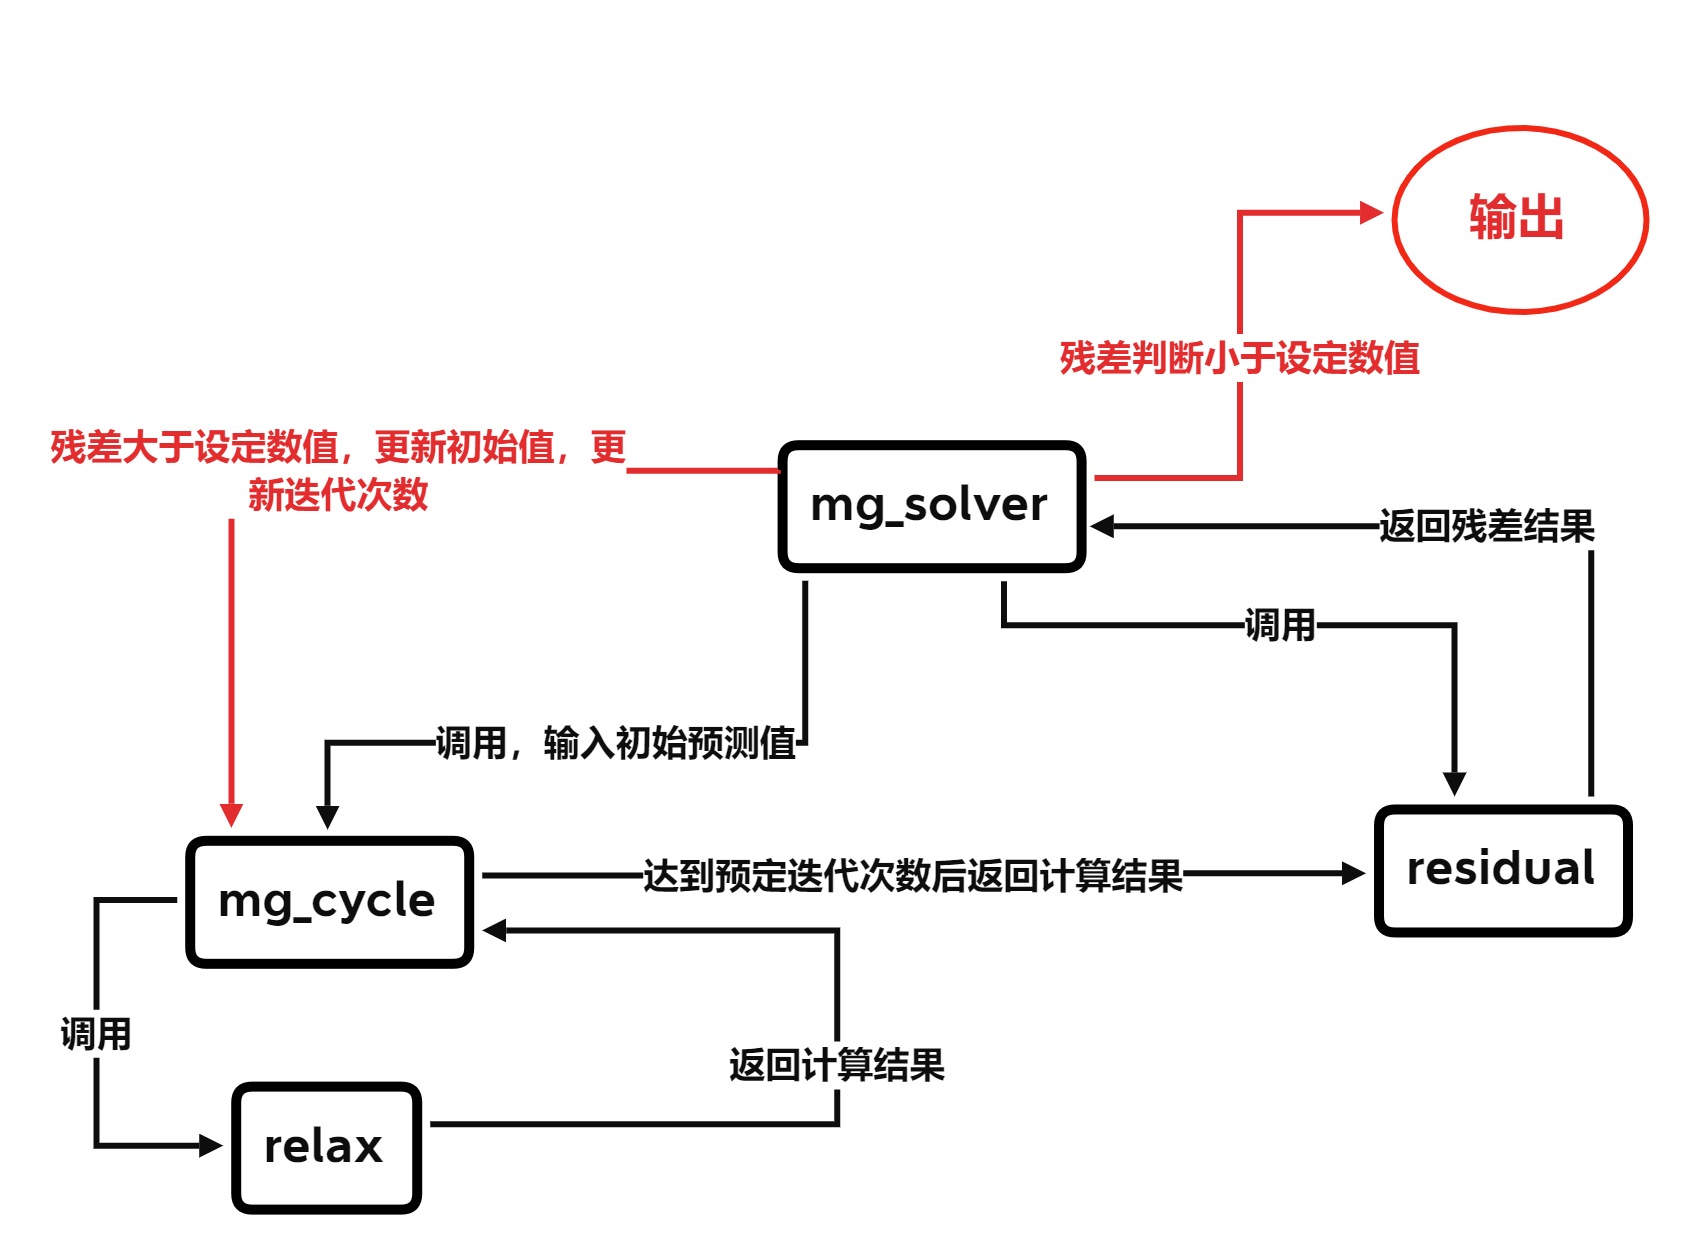 输出
残差判断小于设定数值
残差大于设定数值，更新初始值，更
新迭代次数
mg_solver
返回残差结果
调用
调用，输入初始预测值
达到预定迭代次数后返回计算结果
residual
mg_cycle
调用
返回计算结果
relax